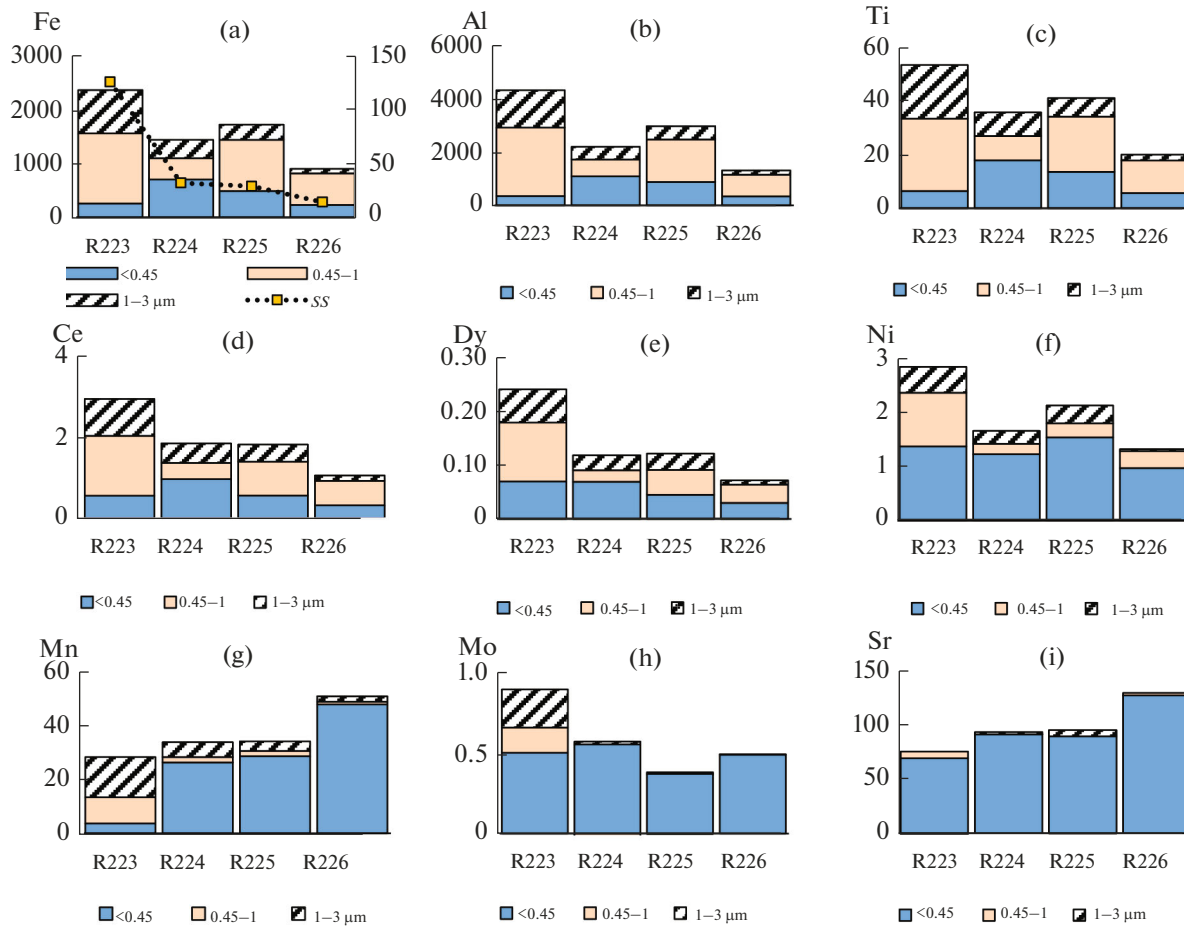 Fe (a)
3000 150
2000 100
1000 50
0 0
R223 R224 R225 R226
<0.45 0.45–1
1–3 μm SS
Al (b)
6000
4000
2000
0
R223 R224 R225 R226
<0.45 0.45–1 1–3 μm
Ti (c)
60
40
20
0
R223 R224 R225 R226
<0.45 0.45–1 1–3 μm
Ce (d)
4
2
0
R223 R224 R225 R226
<0.45 0.45–1 1–3 μm
Dy (e)
0.30
0.20
0.10
0
R223 R224 R225 R226
<0.45 0.45–1 1–3 μm
Ni (f)
3
2
1
0
R223 R224 R225 R226
<0.45 0.45–1 1–3 μm
Mn (g)
60
40
20
0
R223 R224 R225 R226
<0.45 0.45–1 1–3 μm
Mo (h)
1.0
0.5
0
R223 R224 R225 R226
<0.45 0.45–1 1–3 μm
Sr (i)
150
100
50
0
R223 R224 R225 R226
<0.45 0.45–1 1–3 μm